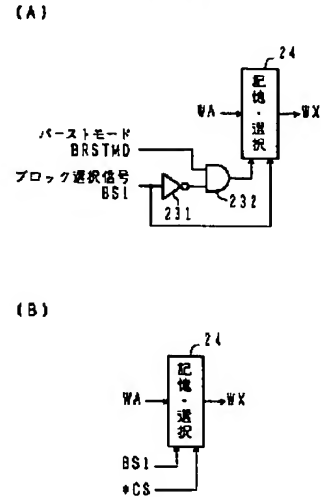 (A)
24
記憶・選択
WA
WX
バーストモード
BRSTMD
ブロック選択信号
BS1
231
232
(B)
24
記憶・選択
WA
WX
BS1
*CS